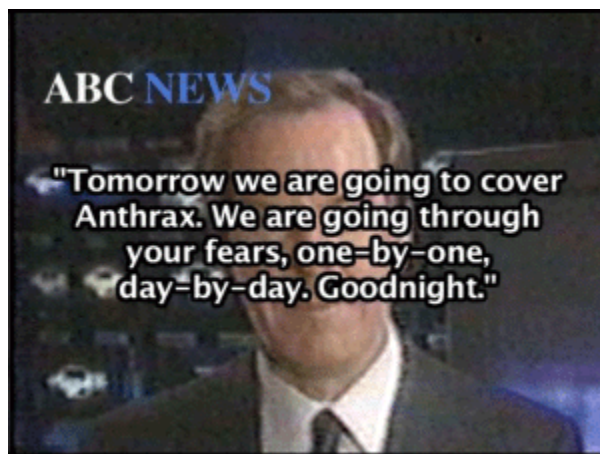 ABC NEWS
"Tomorrow we are going to cover
Anthrax. We are going through
your fears, one-by-one,
day-by-day. Goodnight."